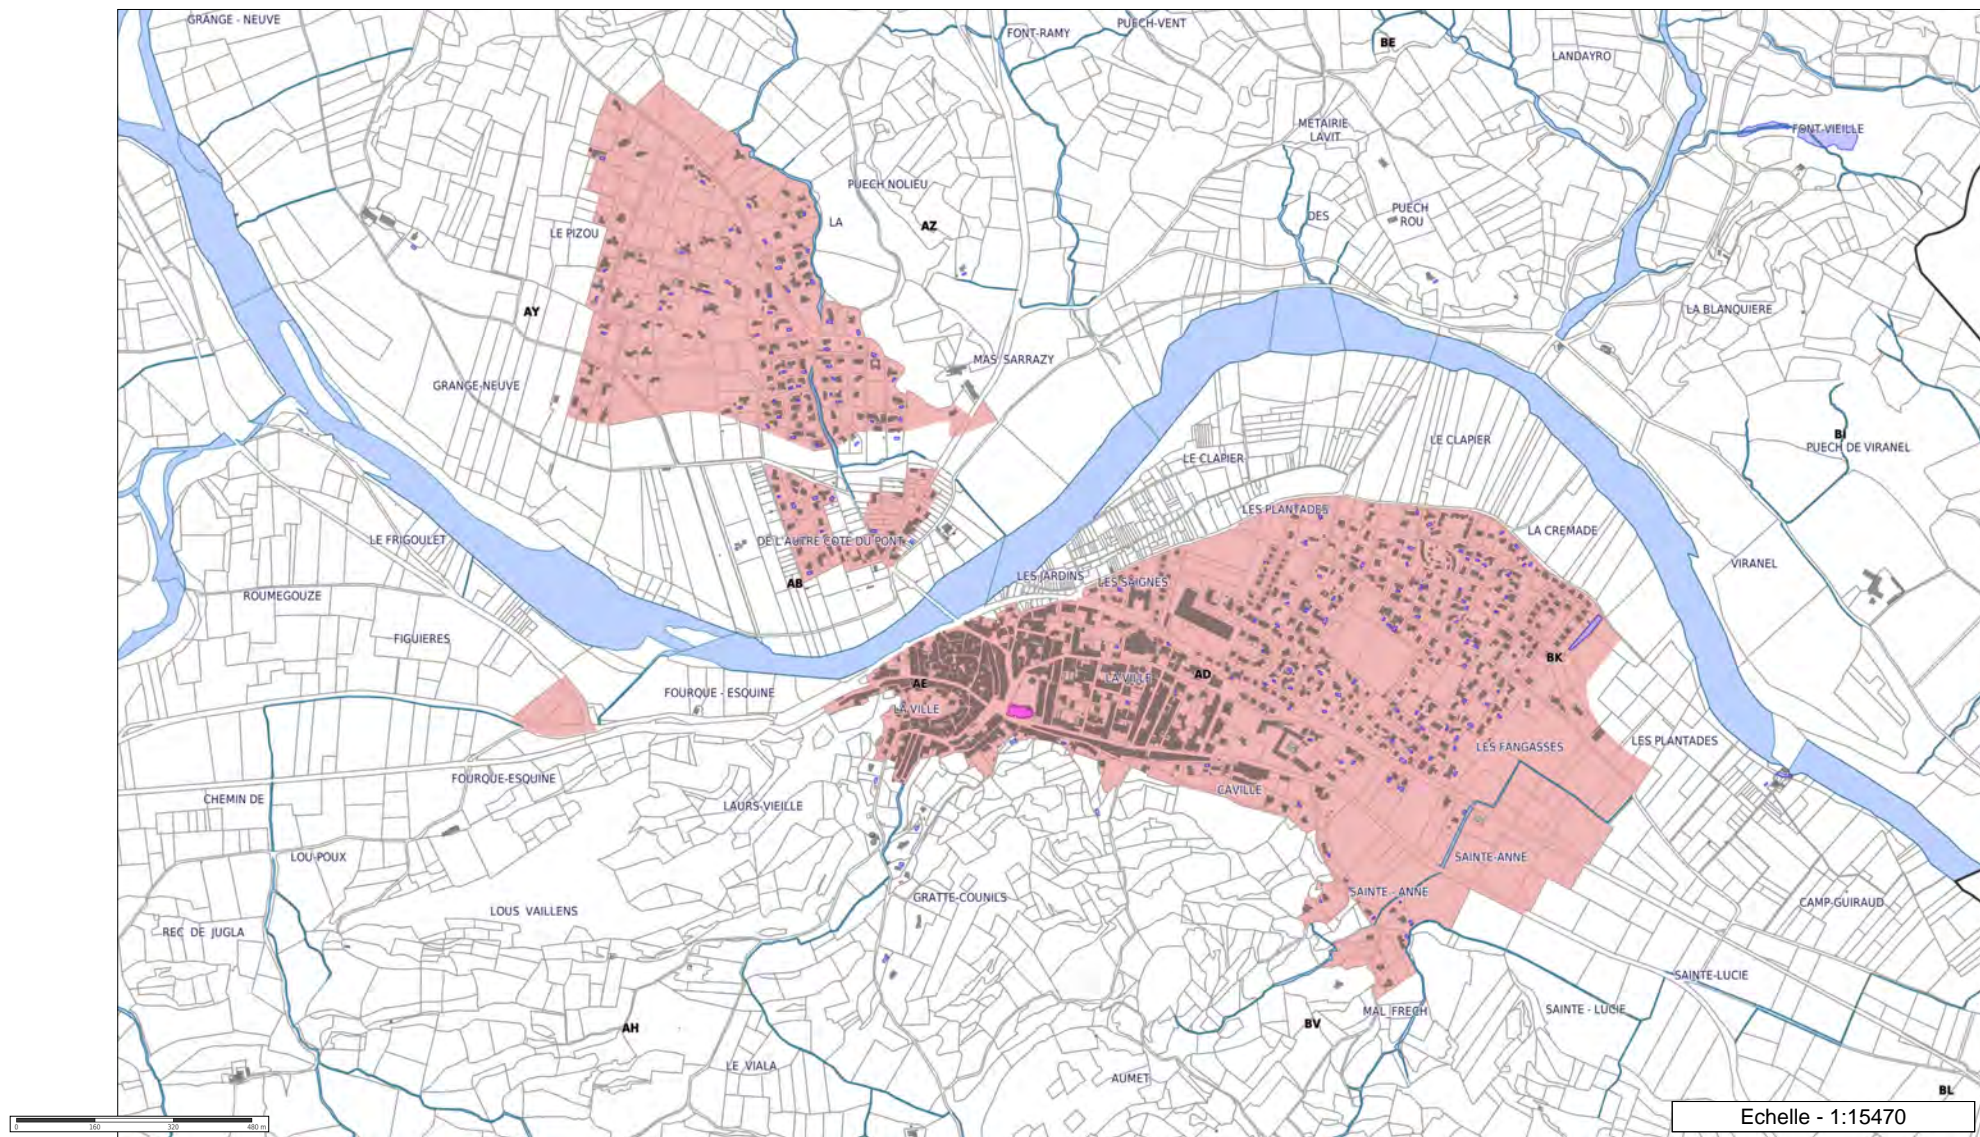 GRANGE - NEUVE
FONT-RAMY
PUECH-VENT
BE
LANDAYRO
METAIRIE
LAVIT
FONT-VIEILLE
PUECH NOLIEU
LE PIZOU
LA
AZ
DES
PUECH
ROU
AY
LA BLANQUIERE
GRANGE-NEUVE
MAS SARRAZY
LE CLAPIER
LE CLAPIER
BI
PUECH DE VIRANEL
LES PLANTADES
LA CREMADE
LE FRIGOULET
DE L'AUTRE COTE DU PONT
VIRANEL
AB
LES JARDINS
LES SAIGNES
ROUMEGOUZE
FIGUIERES
BK
AE
LA VILLE
AD
FOURQUE - ESQUINE
LA VILLE
LES FANGASSES
LES PLANTADES
FOURQUE-ESQUINE
CAVILLE
CHEMIN DE
LAURS-VIEILLE
LOU-POUX
SAINTE-ANNE
SAINTE - ANNE
GRATTE-COUNILS
CAMP-GUIRAUD
LOUS VAILLENS
REC DE JUGLA
SAINTE-LUCIE
SAINTE - LUCIE
MAL FRECH
AH
BV
LE VIALA
AUMET
BL
0 160 320 480 m
Echelle - 1:15470